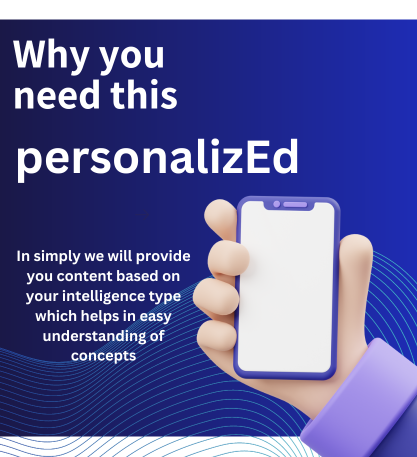 Why you
need this
personalizEd
In simply we will provide
you content based on
your intelligence type
which helps in easy
understanding of
concepts